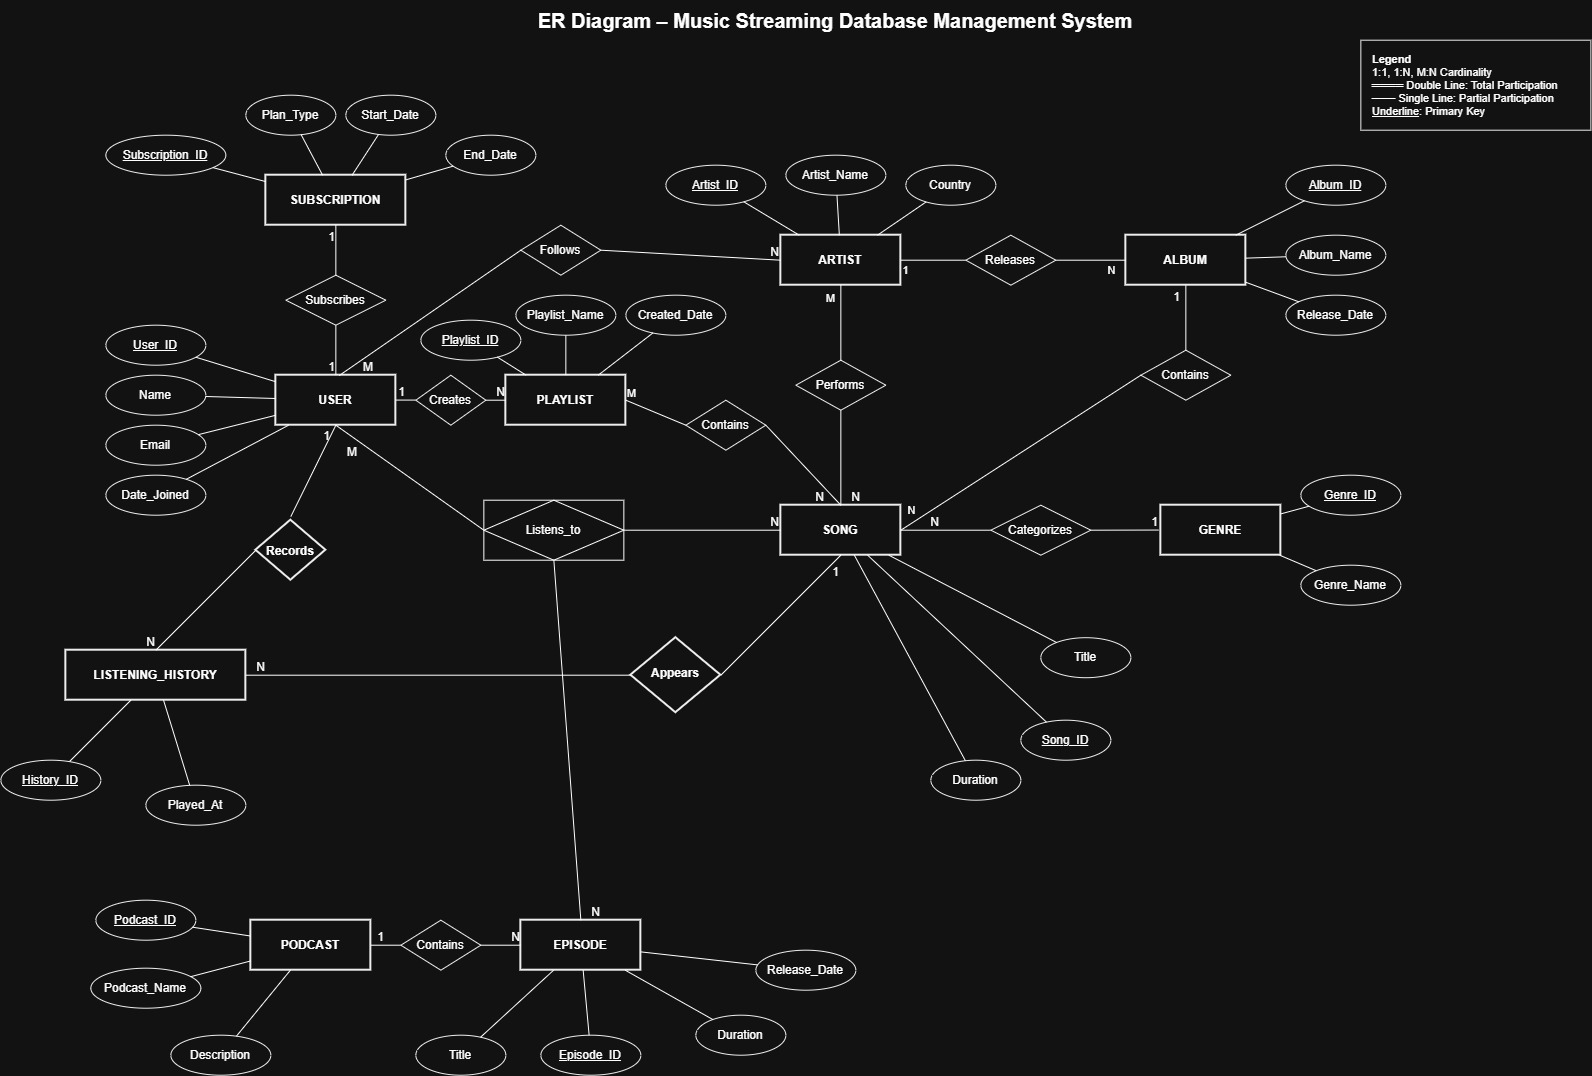 ER Diagram – Music Streaming Database Management System
Legend
1:1, 1:N, M:N Cardinality
Double Line: Total Participation
Single Line: Partial Participation
Underline: Primary Key
Plan_Type
Start_Date
Subscription_ID
End_Date
SUBSCRIPTION
1
Subscribes
1
Artist_ID
Artist_Name
Country
Album_ID
Follows
N
M
ARTIST
1
Releases
N
ALBUM
Album_Name
Release_Date
M
1
Playlist_ID
Playlist_Name
Created_Date
User_ID
Name
Email
Date_Joined
USER
1
Creates
N
PLAYLIST
M
Contains
N
Performs
N
Contains
N
1
M
Listens_to
N
SONG
N
Categorizes
1
GENRE
Genre_ID
Genre_Name
Records
1
N
LISTENING_HISTORY
N
Appears
Title
Song_ID
Duration
History_ID
Played_At
N
Podcast_ID
PODCAST
1
Contains
N
EPISODE
Podcast_Name
Release_Date
Description
Title
Episode_ID
Duration